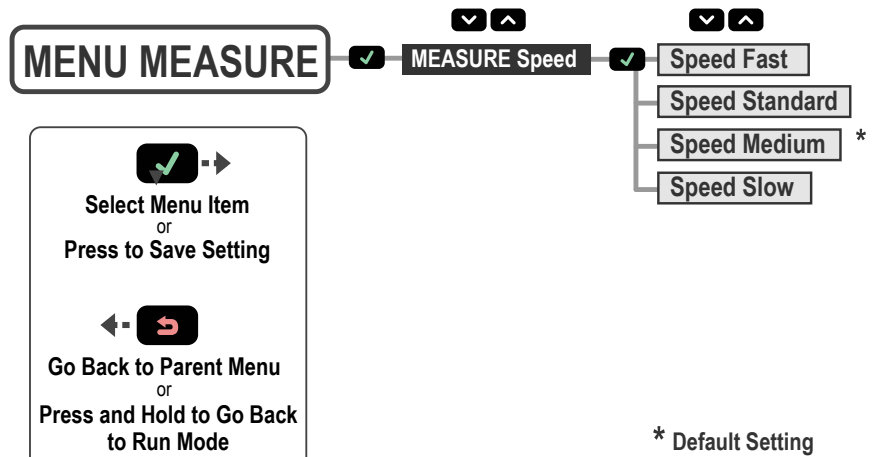 MENU MEASURE
MEASURE Speed
Speed Fast
Speed Standard
Speed Medium *
Speed Slow
Select Menu Item
or
Press to Save Setting
Go Back to Parent Menu
or
Press and Hold to Go Back
to Run Mode
* Default Setting